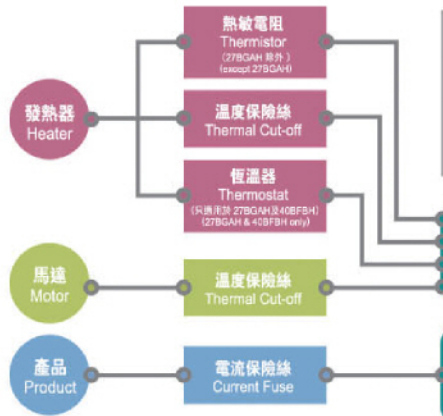 熱敏電阻
Thermistor
(27BGAH 除外)
(except 27BGAH)
發熱器
Heater
溫度保險絲
Thermal Cut-off
恆溫器
Thermostat
(只適用於 27BGAH及40BFBH)
(27BGAH & 40BFBH only)
馬達
Motor
溫度保險絲
Thermal Cut-off
產品
Product
電流保險絲
Current Fuse